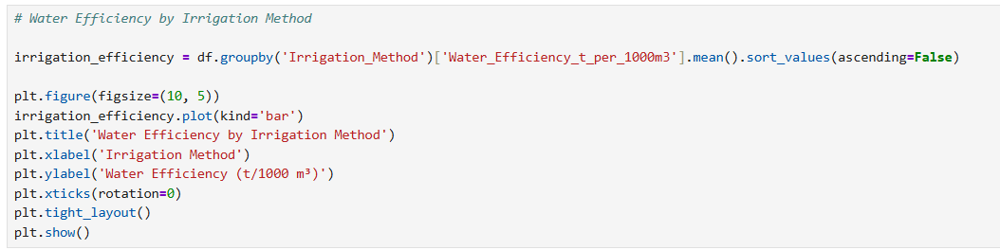 # Water Efficiency by Irrigation Method
irrigation_efficiency = df.groupby('Irrigation_Method')['Water_Efficiency_t_per_1000m3'].mean().sort_values(ascending=False)
plt.figure(figsize=(10, 5))
irrigation_efficiency.plot(kind='bar')
plt.title('Water Efficiency by Irrigation Method')
plt.xlabel('Irrigation Method')
plt.ylabel('Water Efficiency (t/1000 m³)')
plt.xticks(rotation=0)
plt.tight_layout()
plt.show()